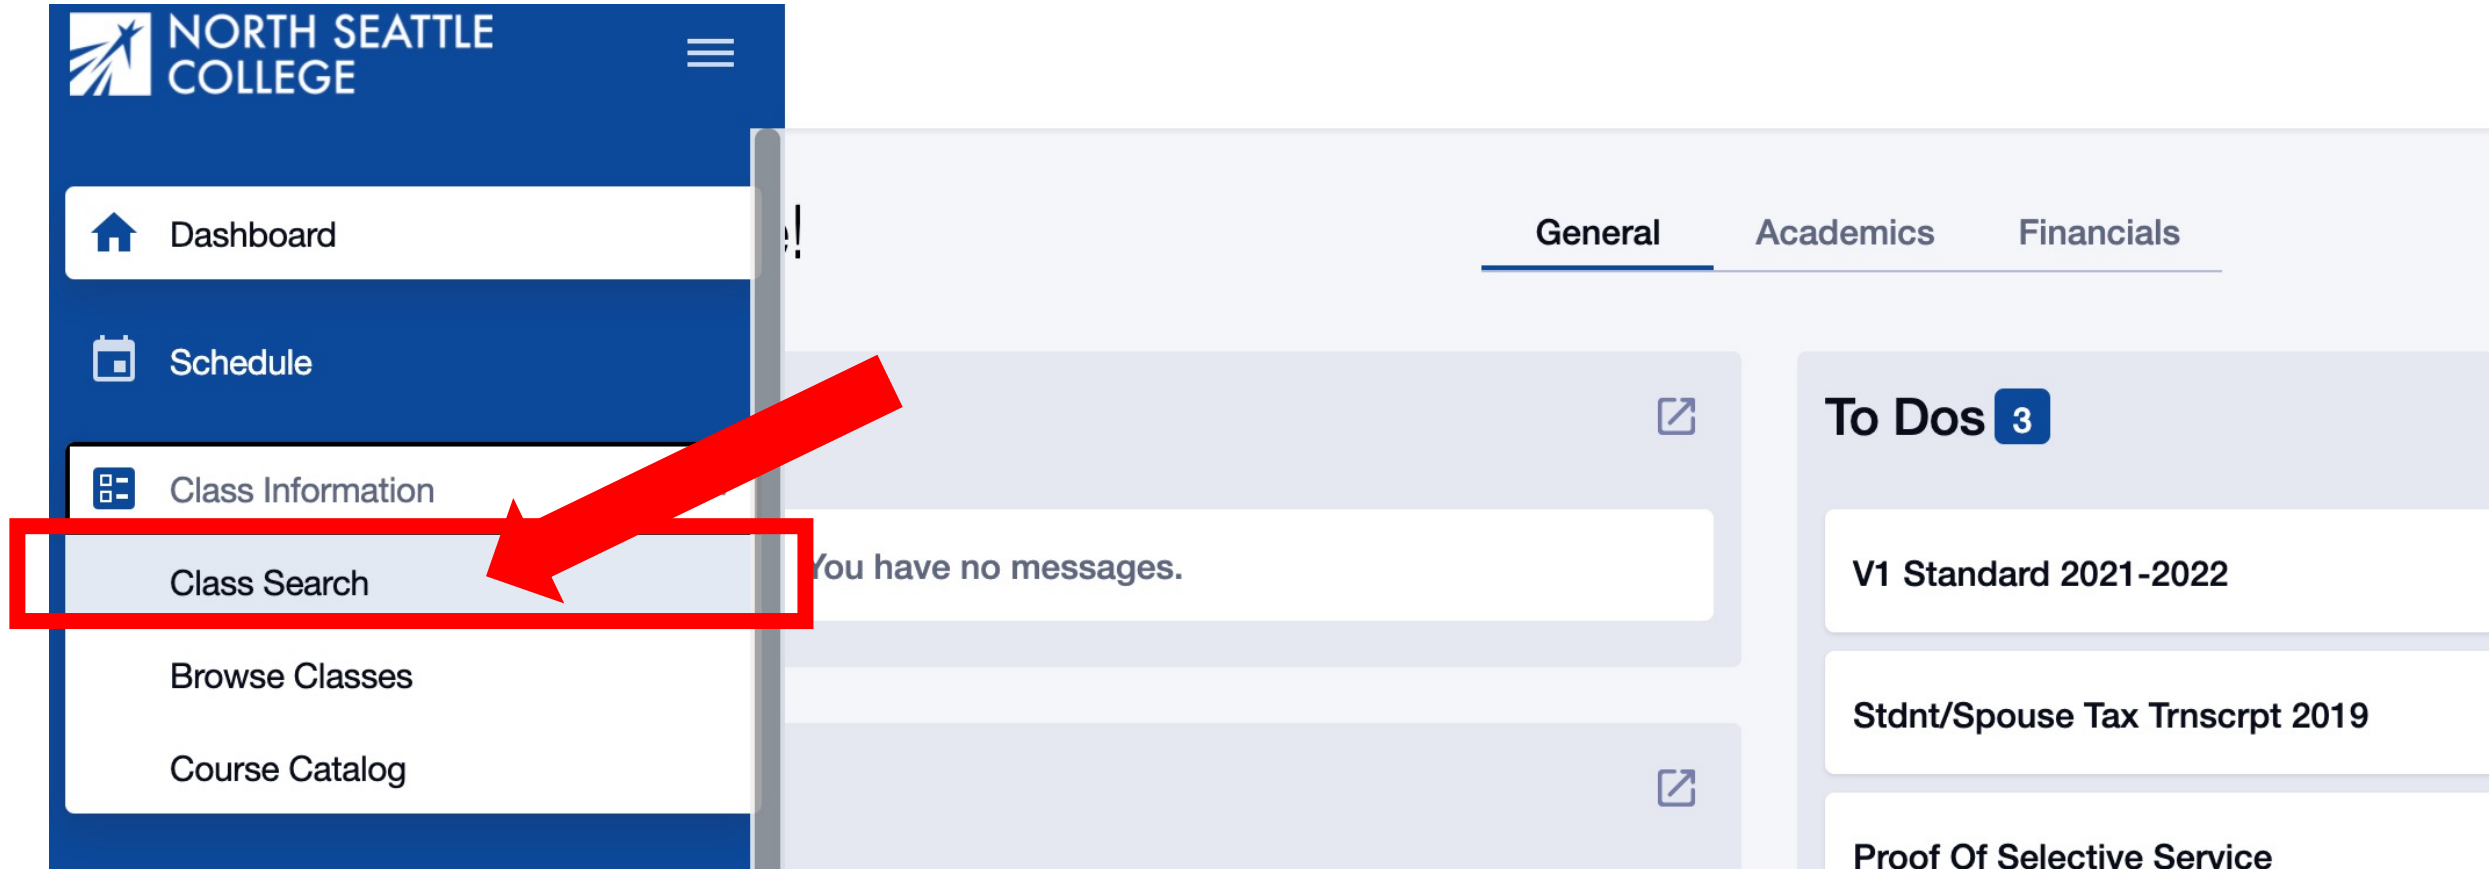 NORTH SEATTLE
COLLEGE
Dashboard
Schedule
Class Information
Class Search
Browse Classes
Course Catalog
!
General Academics Financials
You have no messages.
To Dos 3
V1 Standard 2021-2022
Stdnt/Spouse Tax Trnscrpt 2019
Proof Of Selective Service